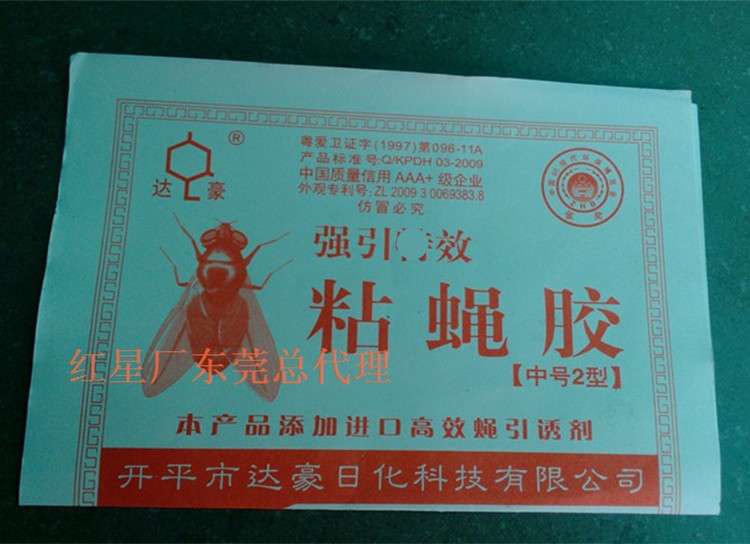 达豪®
粤爱卫证字(1997)第096-11A
产品标准号:Q/KPDH 03-2009
中国质量信用 AAA+ 级企业
外观专利号:ZL 2009 3 0069383.8
仿冒必究
ZHB
强引 效
粘蝇胶
【中号2型】
红星厂东莞总代理
本产品添加进口高效蝇引诱剂
开平市达豪日化科技有限公司